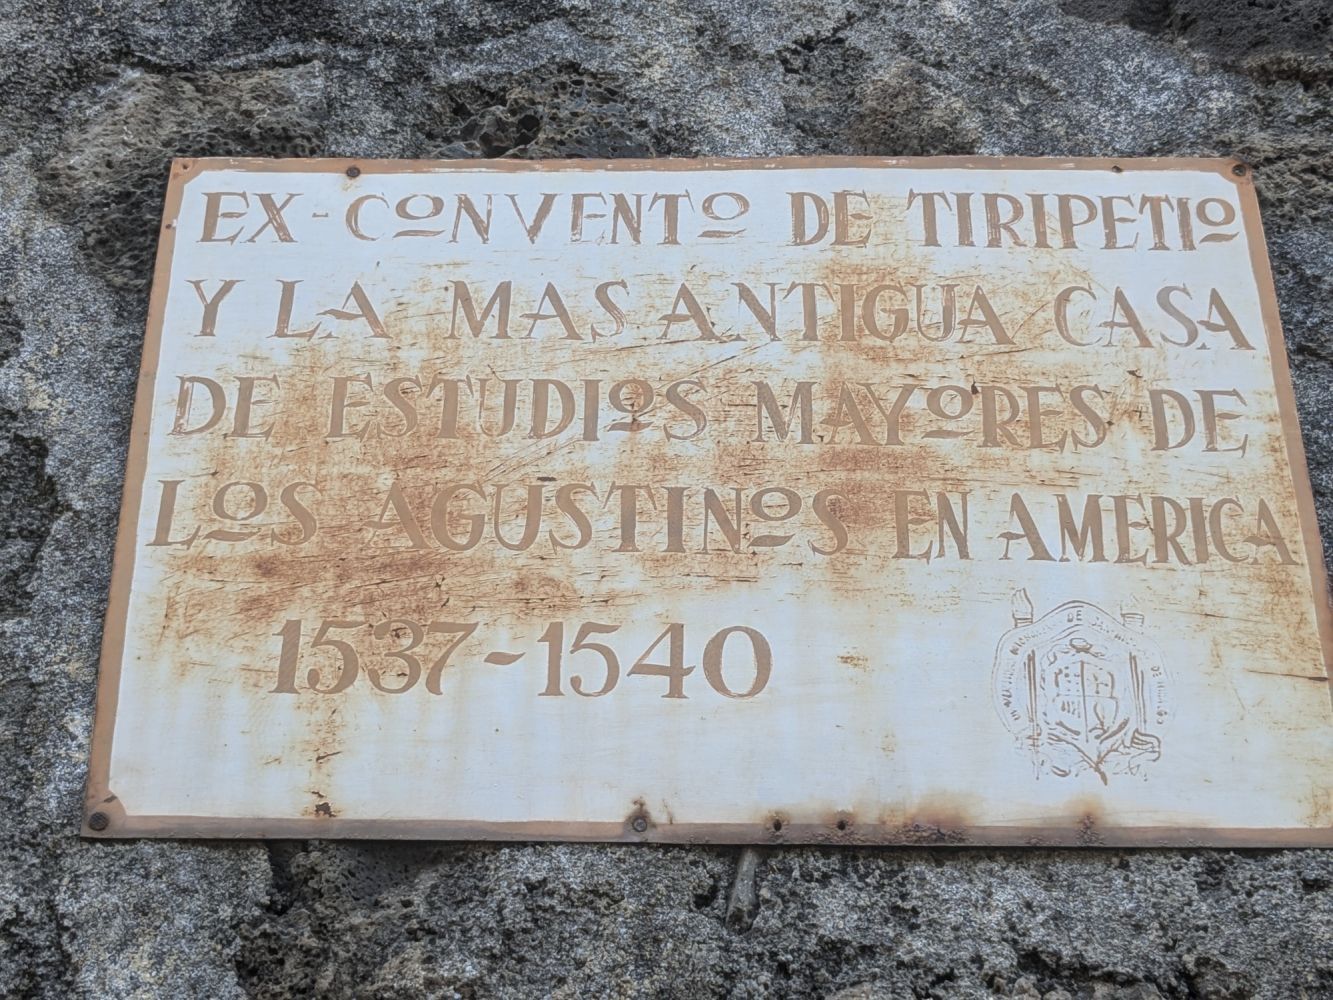 EX-CONVENTO DE TIRIPETIO
Y LA MAS ANTIGUA CASA
DE ESTUDIOS MAYORES DE
LOS AGUSTINOS EN AMERICA
1537-1540